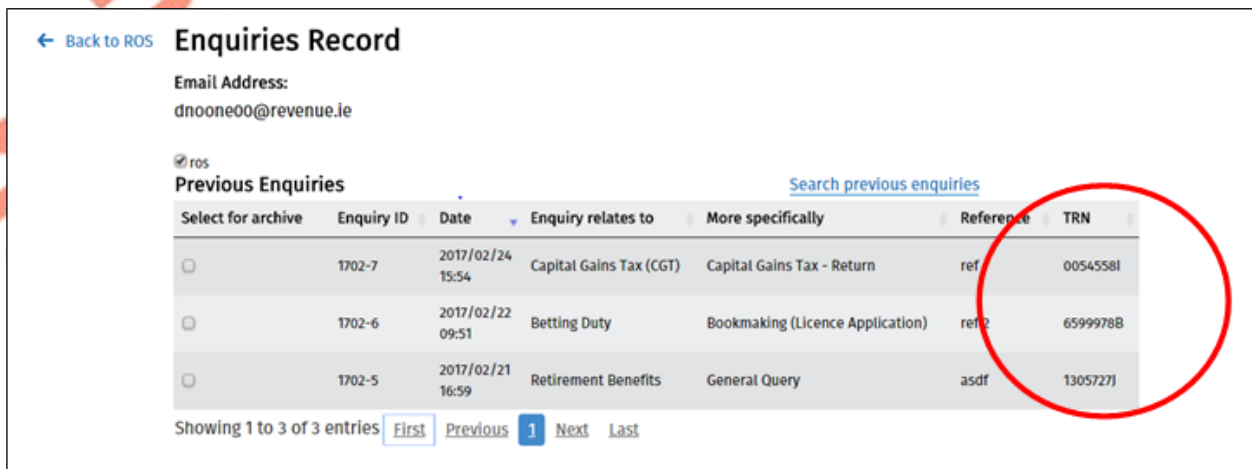 ← Back to ROS Enquiries Record
Email Address:
dnoone00@revenue.ie
ros
Previous Enquiries Search previous enquiries
Select for archive Enquiry ID Date Enquiry relates to More specifically Reference TRN
1702-7 2017/02/24 15:54 Capital Gains Tax (CGT) Capital Gains Tax - Return ref 0054558I
1702-6 2017/02/22 09:51 Betting Duty Bookmaking (Licence Application) ref 2 6599978B
1702-5 2017/02/21 16:59 Retirement Benefits General Query asdf 1305727J
Showing 1 to 3 of 3 entries First Previous 1 Next Last